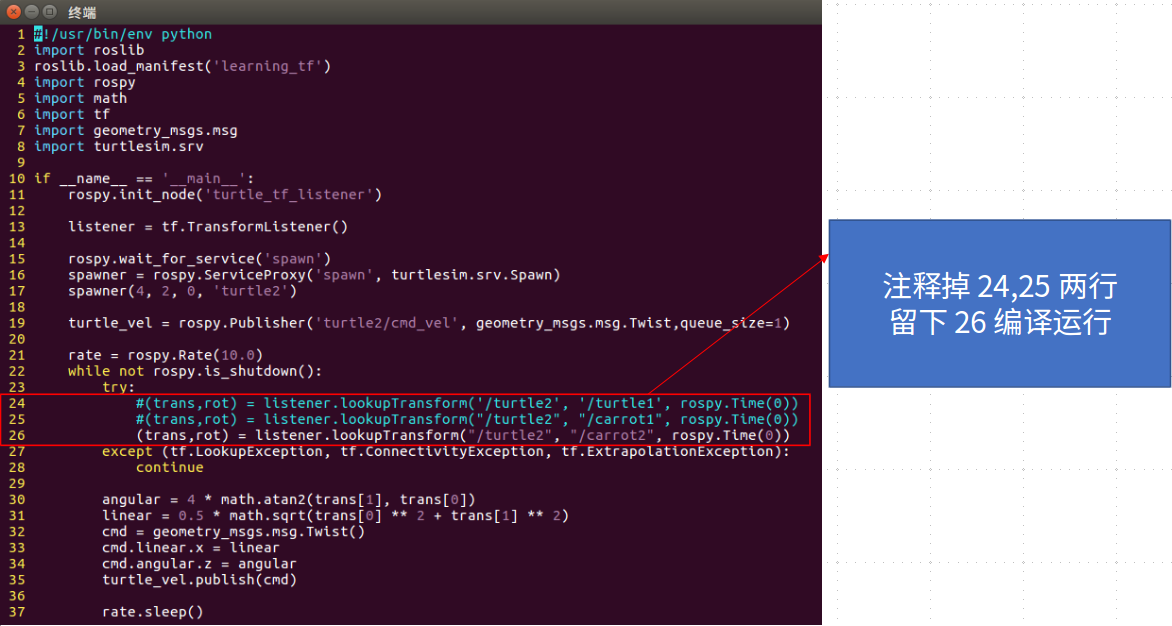 终端
1 #!/usr/bin/env python
2 import roslib
3 roslib.load_manifest('learning_tf')
4 import rospy
5 import math
6 import tf
7 import geometry_msgs.msg
8 import turtlesim.srv
9
10 if __name__ == '__main__':
11     rospy.init_node('turtle_tf_listener')
12
13     listener = tf.TransformListener()
14
15     rospy.wait_for_service('spawn')
16     spawner = rospy.ServiceProxy('spawn', turtlesim.srv.Spawn)
17     spawner(4, 2, 0, 'turtle2')
18
19     turtle_vel = rospy.Publisher('turtle2/cmd_vel', geometry_msgs.msg.Twist,queue_size=1)
20
21     rate = rospy.Rate(10.0)
22     while not rospy.is_shutdown():
23         try:
24             #(trans,rot) = listener.lookupTransform('/turtle2', '/turtle1', rospy.Time(0))
25             #(trans,rot) = listener.lookupTransform("/turtle2", "/carrot1", rospy.Time(0))
26             (trans,rot) = listener.lookupTransform("/turtle2", "/carrot2", rospy.Time(0))
27         except (tf.LookupException, tf.ConnectivityException, tf.ExtrapolationException):
28             continue
29
30         angular = 4 * math.atan2(trans[1], trans[0])
31         linear = 0.5 * math.sqrt(trans[0] ** 2 + trans[1] ** 2)
32         cmd = geometry_msgs.msg.Twist()
33         cmd.linear.x = linear
34         cmd.angular.z = angular
35         turtle_vel.publish(cmd)
36
37         rate.sleep()
注释掉 24,25 两行
留下 26 编译运行